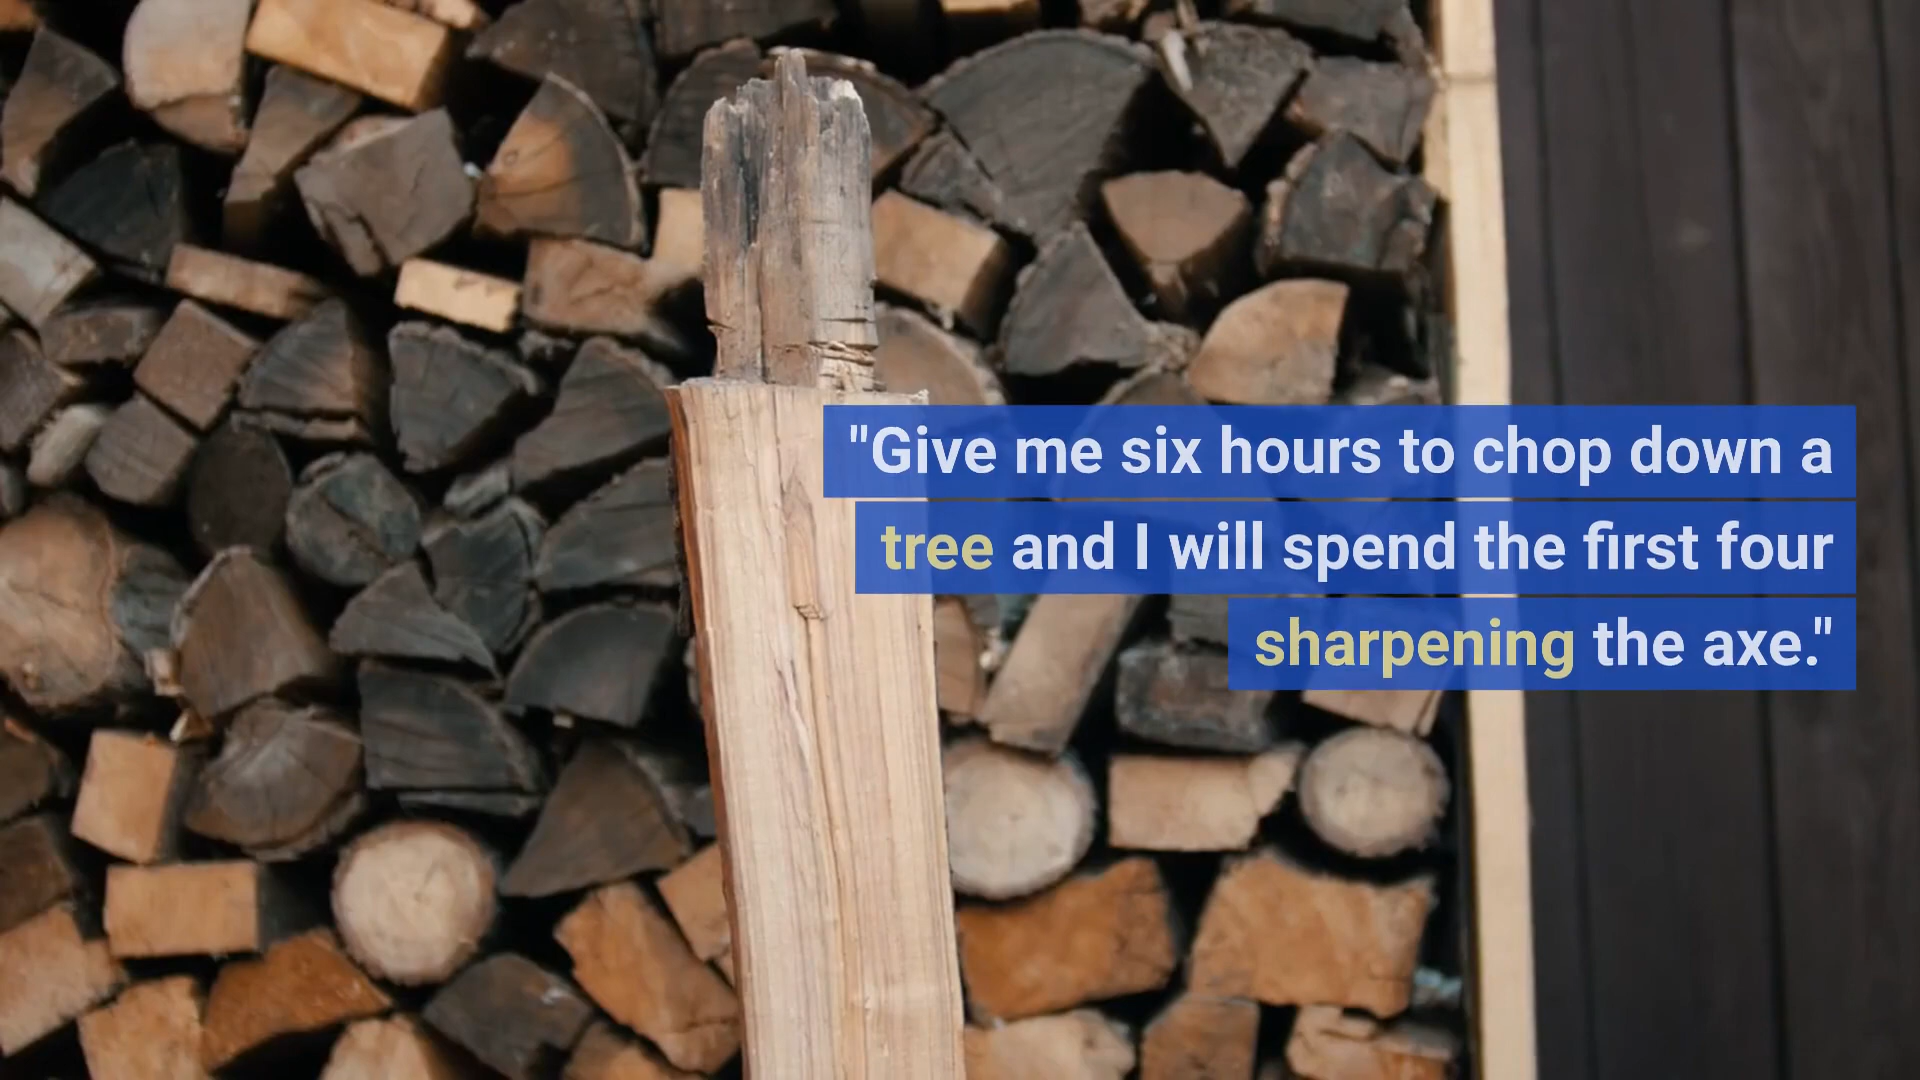 "Give me six hours to chop down a
tree and I will spend the first four
sharpening the axe."